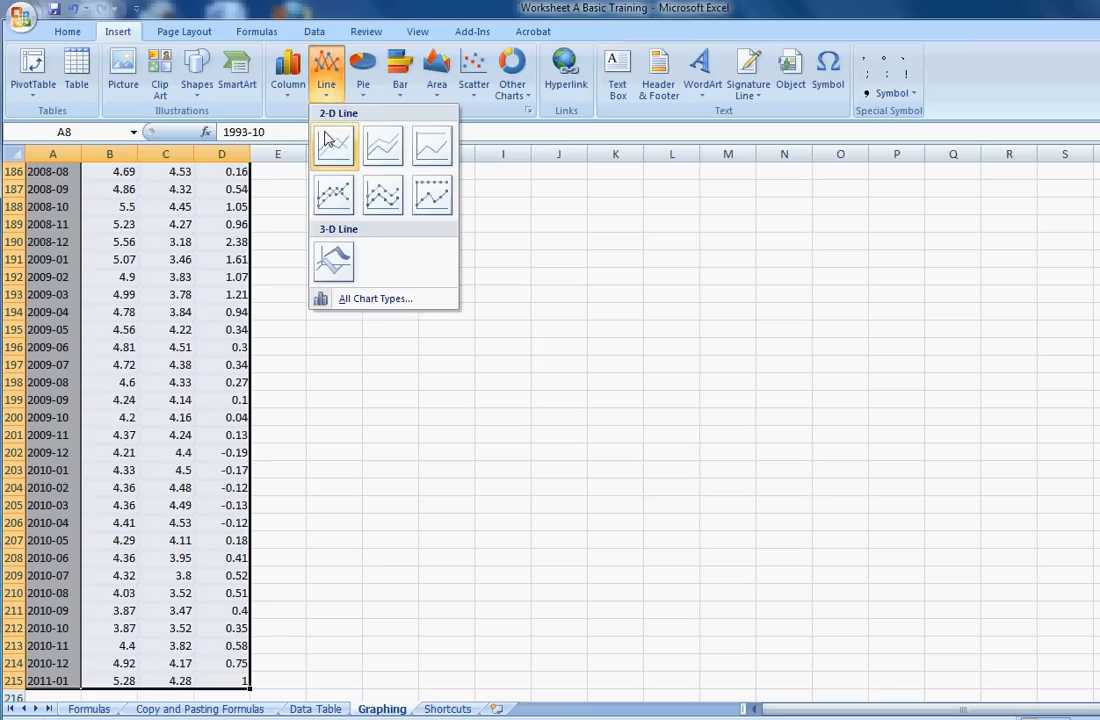 Worksheet A Basic Training - Microsoft Excel
Home Insert Page Layout Formulas Data Review View Add-Ins Acrobat
PivotTable Table Picture Clip Art Shapes SmartArt Column Line Pie Bar Area Scatter Other Charts Hyperlink Text Box Header & Footer WordArt Signature Line Object Symbol Symbol
Tables Illustrations Links Text Special Symbol
2-D Line
3-D Line
All Chart Types...
A8 fx 1993-10
A B C D E F G H I J K L M N O P Q R S
186 2008-08 4.69 4.53 0.16
187 2008-09 4.86 4.32 0.54
188 2008-10 5.5 4.45 1.05
189 2008-11 5.23 4.27 0.96
190 2008-12 5.56 3.18 2.38
191 2009-01 5.07 3.46 1.61
192 2009-02 4.9 3.83 1.07
193 2009-03 4.99 3.78 1.21
194 2009-04 4.78 3.84 0.94
195 2009-05 4.56 4.22 0.34
196 2009-06 4.81 4.51 0.3
197 2009-07 4.72 4.38 0.34
198 2009-08 4.6 4.33 0.27
199 2009-09 4.24 4.14 0.1
200 2009-10 4.2 4.16 0.04
201 2009-11 4.37 4.24 0.13
202 2009-12 4.21 4.4 -0.19
203 2010-01 4.33 4.5 -0.17
204 2010-02 4.36 4.48 -0.12
205 2010-03 4.36 4.49 -0.13
206 2010-04 4.41 4.53 -0.12
207 2010-05 4.29 4.11 0.18
208 2010-06 4.36 3.95 0.41
209 2010-07 4.32 3.8 0.52
210 2010-08 4.03 3.52 0.51
211 2010-09 3.87 3.47 0.4
212 2010-10 3.87 3.52 0.35
213 2010-11 4.4 3.82 0.58
214 2010-12 4.92 4.17 0.75
215 2011-01 5.28 4.28 1
216
Formulas Copy and Pasting Formulas Data Table Graphing Shortcuts